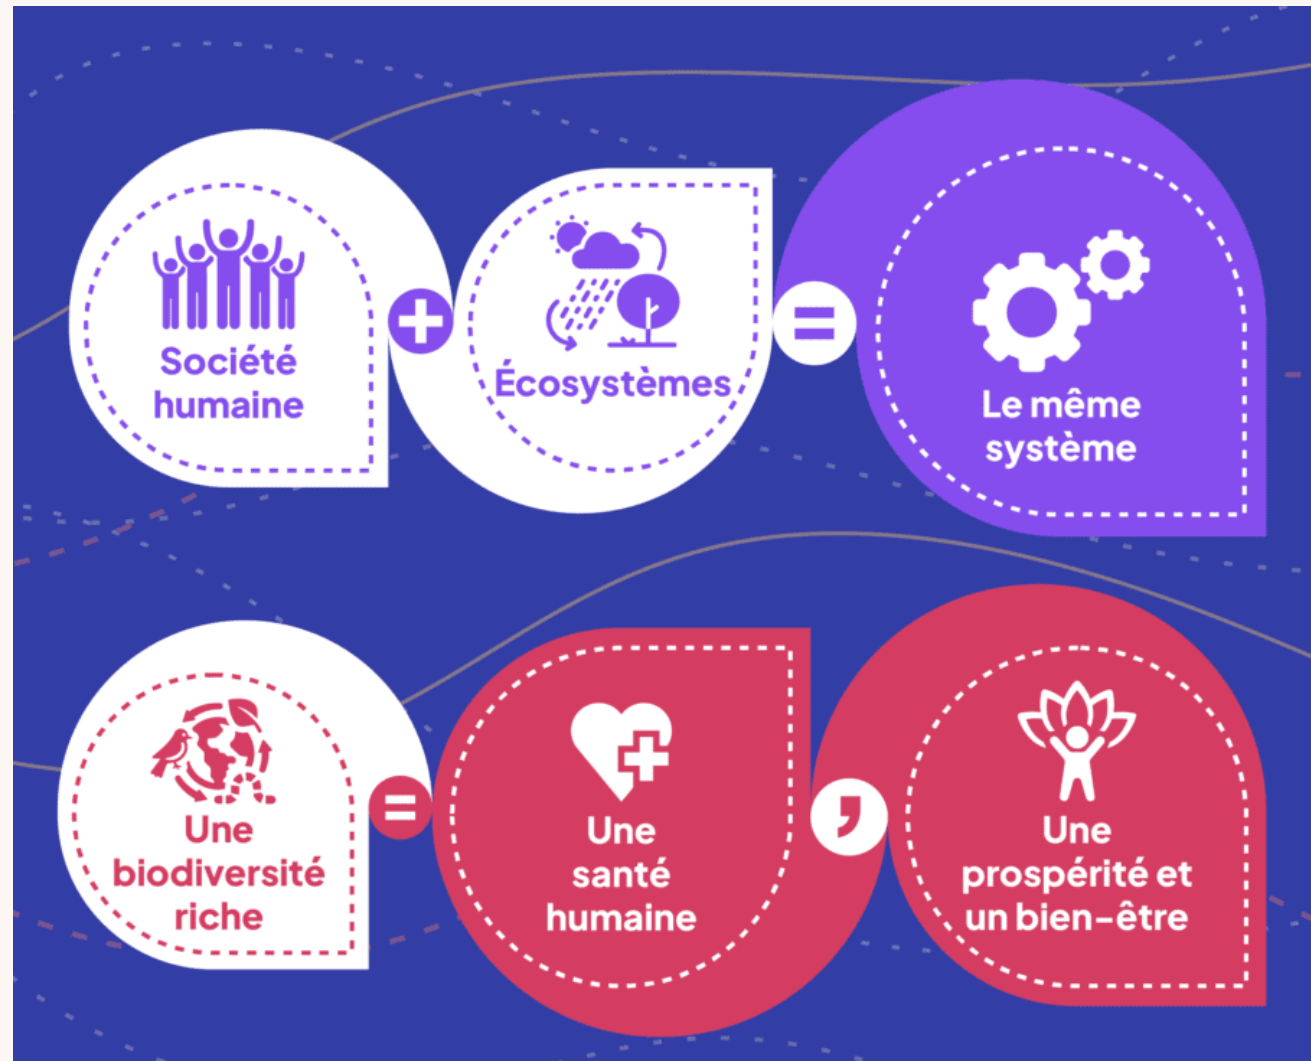 Société
humaine
+
Écosystèmes
=
Le même
système
Une
biodiversité
riche
=
Une
santé
humaine
,
Une
prospérité et
un bien-être